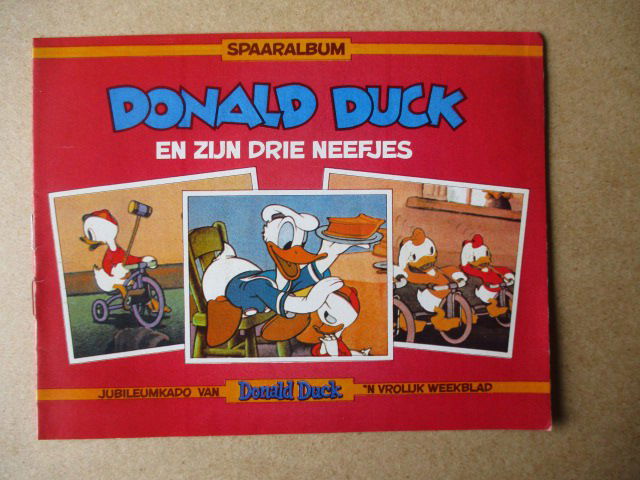 SPAARALBUM
DONALD DUCK
EN ZIJN DRIE NEEFJES
JUBILEUMKADO VAN Donald Duck 'N VROLIJK WEEKBLAD